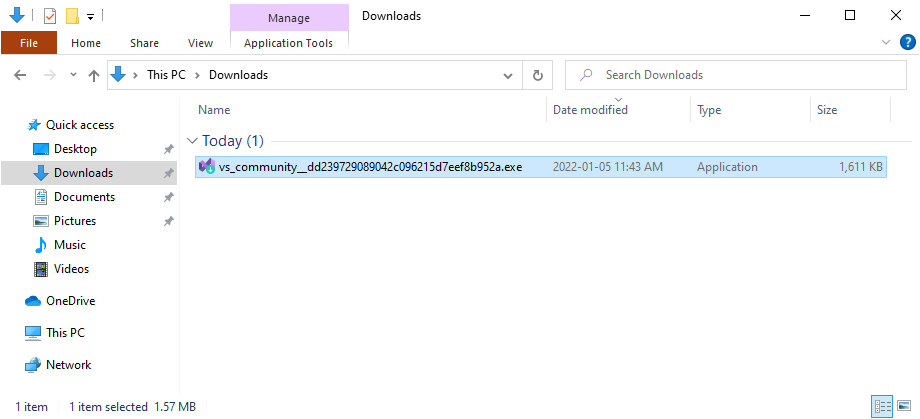 Manage
Downloads
File
Home
Share
View
Application Tools
This PC
Downloads
Search Downloads
Name
Date modified
Type
Size
Quick access
Desktop
Downloads
Documents
Pictures
Music
Videos
OneDrive
This PC
Network
Today (1)
vs_community__dd239729089042c096215d7eef8b952a.exe 2022-01-05 11:43 AM Application 1,611 KB
1 item 1 item selected 1.57 MB